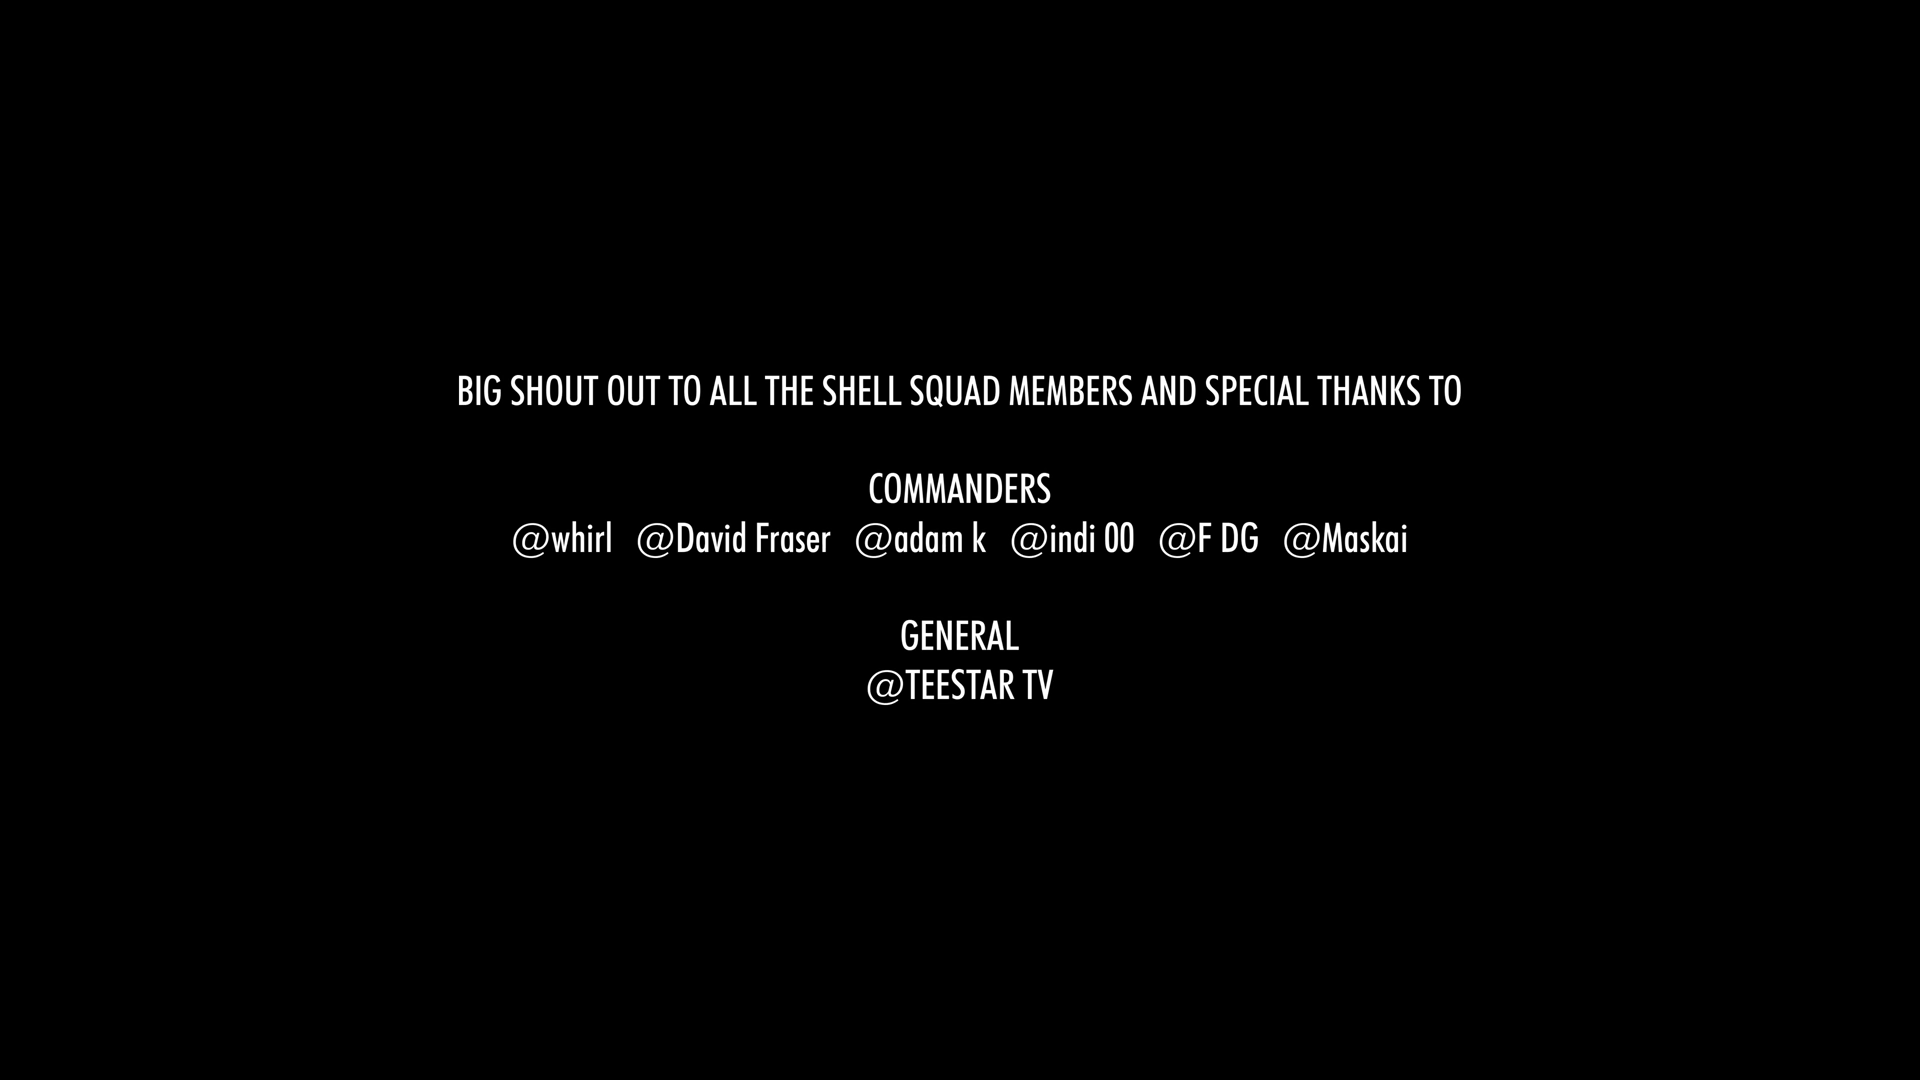 BIG SHOUT OUT TO ALL THE SHELL SQUAD MEMBERS AND SPECIAL THANKS TO
COMMANDERS
@whirl @David Fraser @adam k @indi 00 @F DG @Maskai
GENERAL
@TEESTAR TV